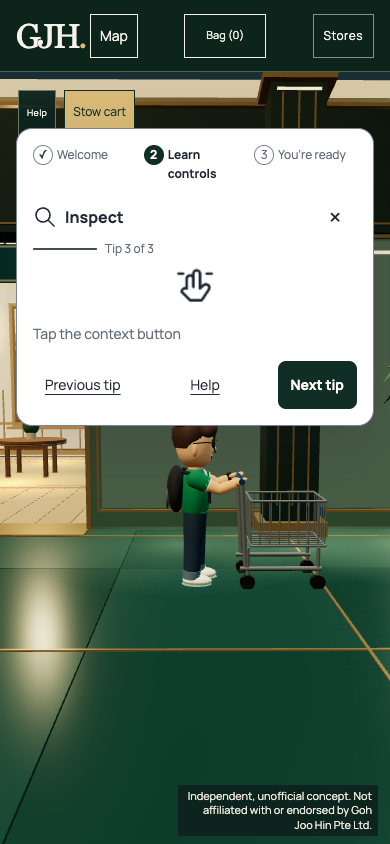 GJH.
Map
Bag (0)
Stores
Help
Stow cart
✓ Welcome
2 Learn
controls
3 You're ready
Inspect
×
Tip 3 of 3
Tap the context button
Previous tip
Help
Next tip
Independent, unofficial concept. Not
affiliated with or endorsed by Goh
Joo Hin Pte Ltd.